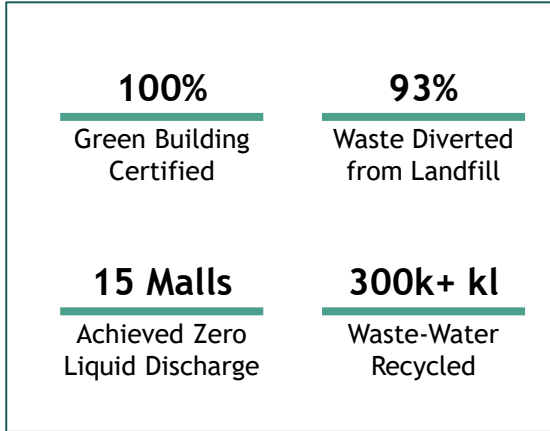 100%
Green Building
Certified
93%
Waste Diverted
from Landfill
15 Malls
Achieved Zero
Liquid Discharge
300k+ kl
Waste-Water
Recycled